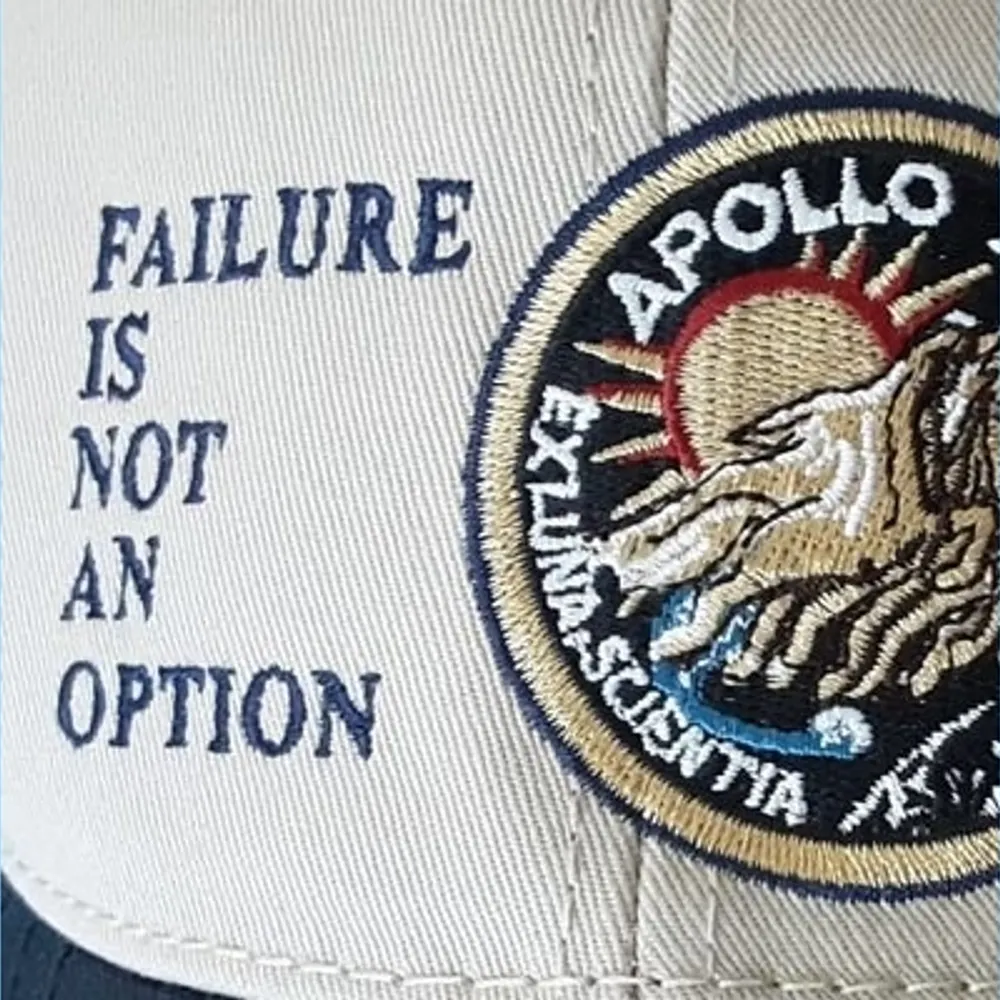 FAILURE
IS
NOT
AN
OPTION
APOLLO
EX LUNA, SCIENTIA